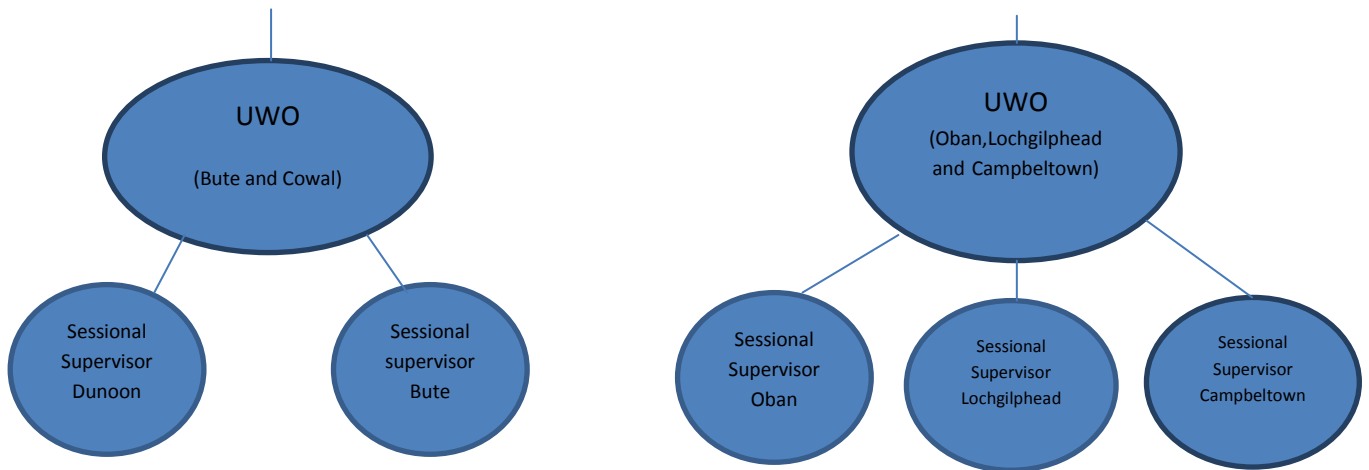 UWO
(Bute and Cowal)
UWO
(Oban,Lochgilphead
and Campbeltown)
Sessional
Supervisor
Dunoon
Sessional
supervisor
Bute
Sessional
Supervisor
Oban
Sessional
Supervisor
Lochgilphead
Sessional
Supervisor
Campbeltown